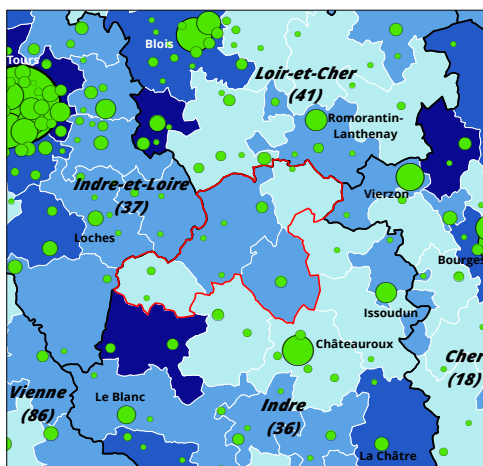 Blois
Tours
Loir-et-Cher
(41)
Romorantin-
Lanthenay
Indre-et-Loire
(37)
Vierzon
Loches
Bourges
Issoudun
Châteauroux
Cher
(18)
Vienne
(86)
Le Blanc
Indre
(36)
La Châtre